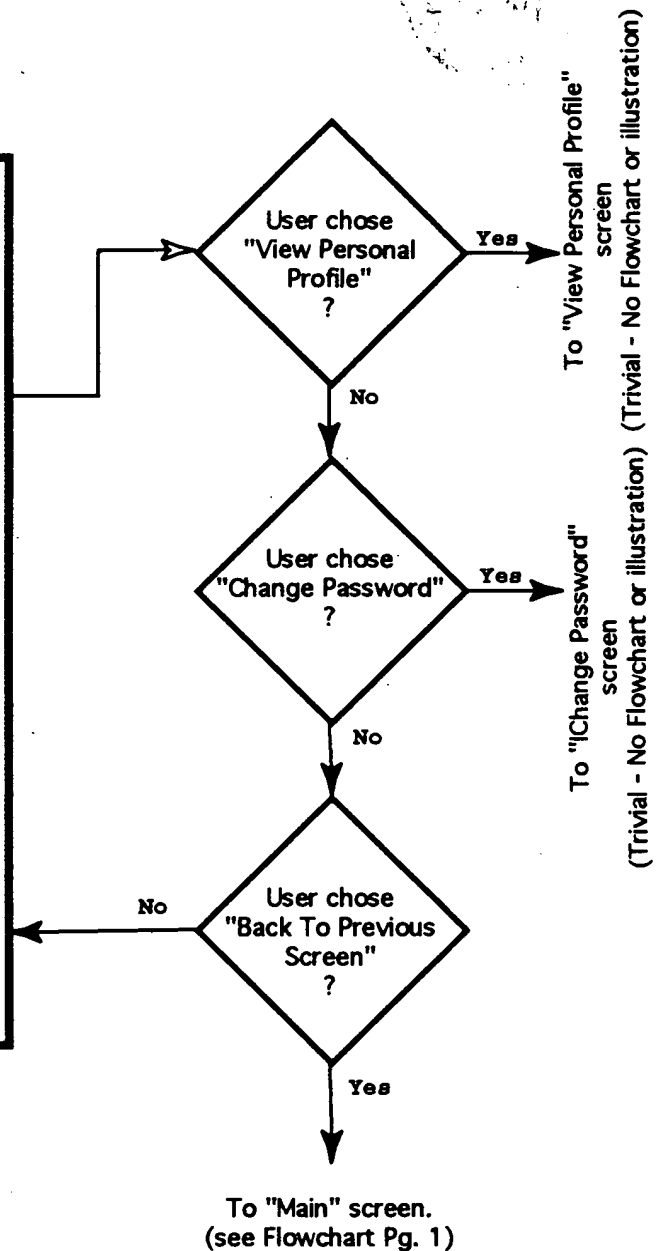 User chose
"View Personal
Profile"
?
Yes
To "View Personal Profile"
screen
(Trivial - No Flowchart or illustration)
No
User chose
"Change Password"
?
Yes
To "IChange Password"
screen
(Trivial - No Flowchart or illustration)
No
User chose
"Back To Previous
Screen"
?
No
Yes
To "Main" screen.
(see Flowchart Pg. 1)